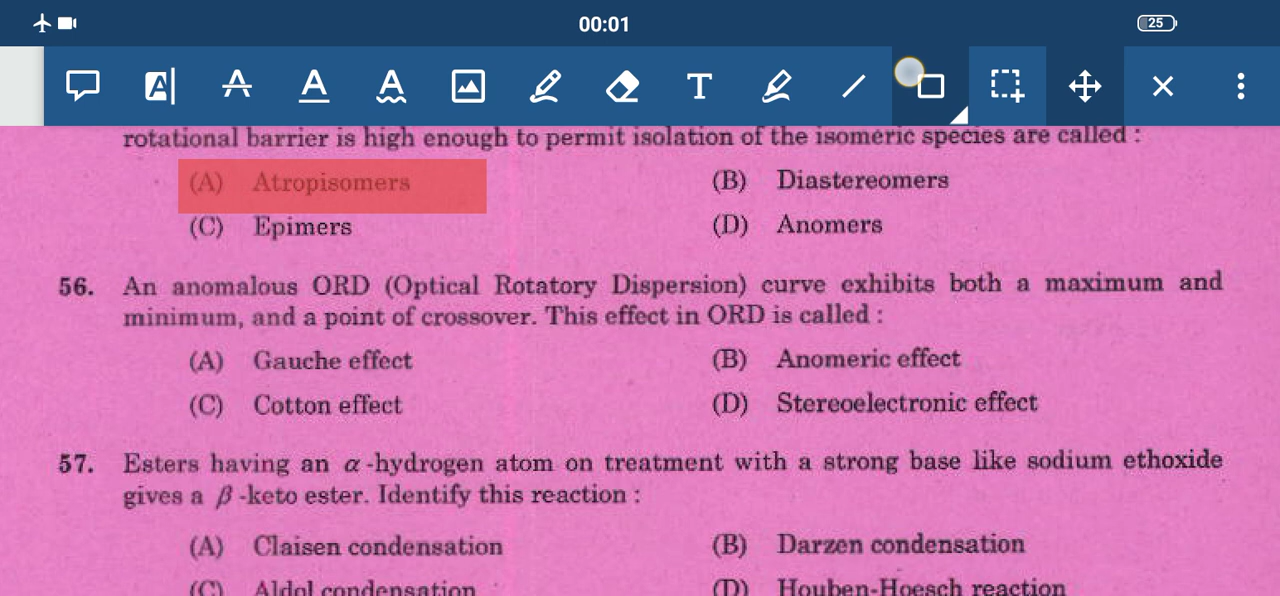 00:01
25
rotational barrier is high enough to permit isolation of the isomeric species are called :
(A) Atropisomers (B) Diastereomers
(C) Epimers (D) Anomers
56. An anomalous ORD (Optical Rotatory Dispersion) curve exhibits both a maximum and
minimum, and a point of crossover. This effect in ORD is called :
(A) Gauche effect (B) Anomeric effect
(C) Cotton effect (D) Stereoelectronic effect
57. Esters having an α -hydrogen atom on treatment with a strong base like sodium ethoxide
gives a β -keto ester. Identify this reaction :
(A) Claisen condensation (B) Darzen condensation
(C) Aldol condensation (D) Houben-Hoesch reaction